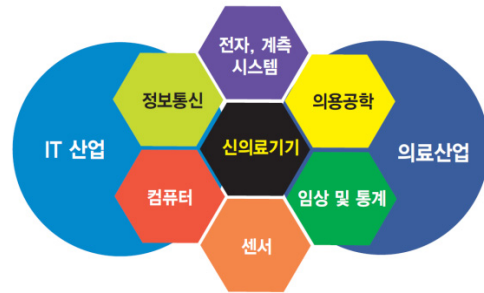 전자, 계측
시스템
정보통신
의용공학
IT 산업
신의료기기
의료산업
컴퓨터
임상 및 통계
센서